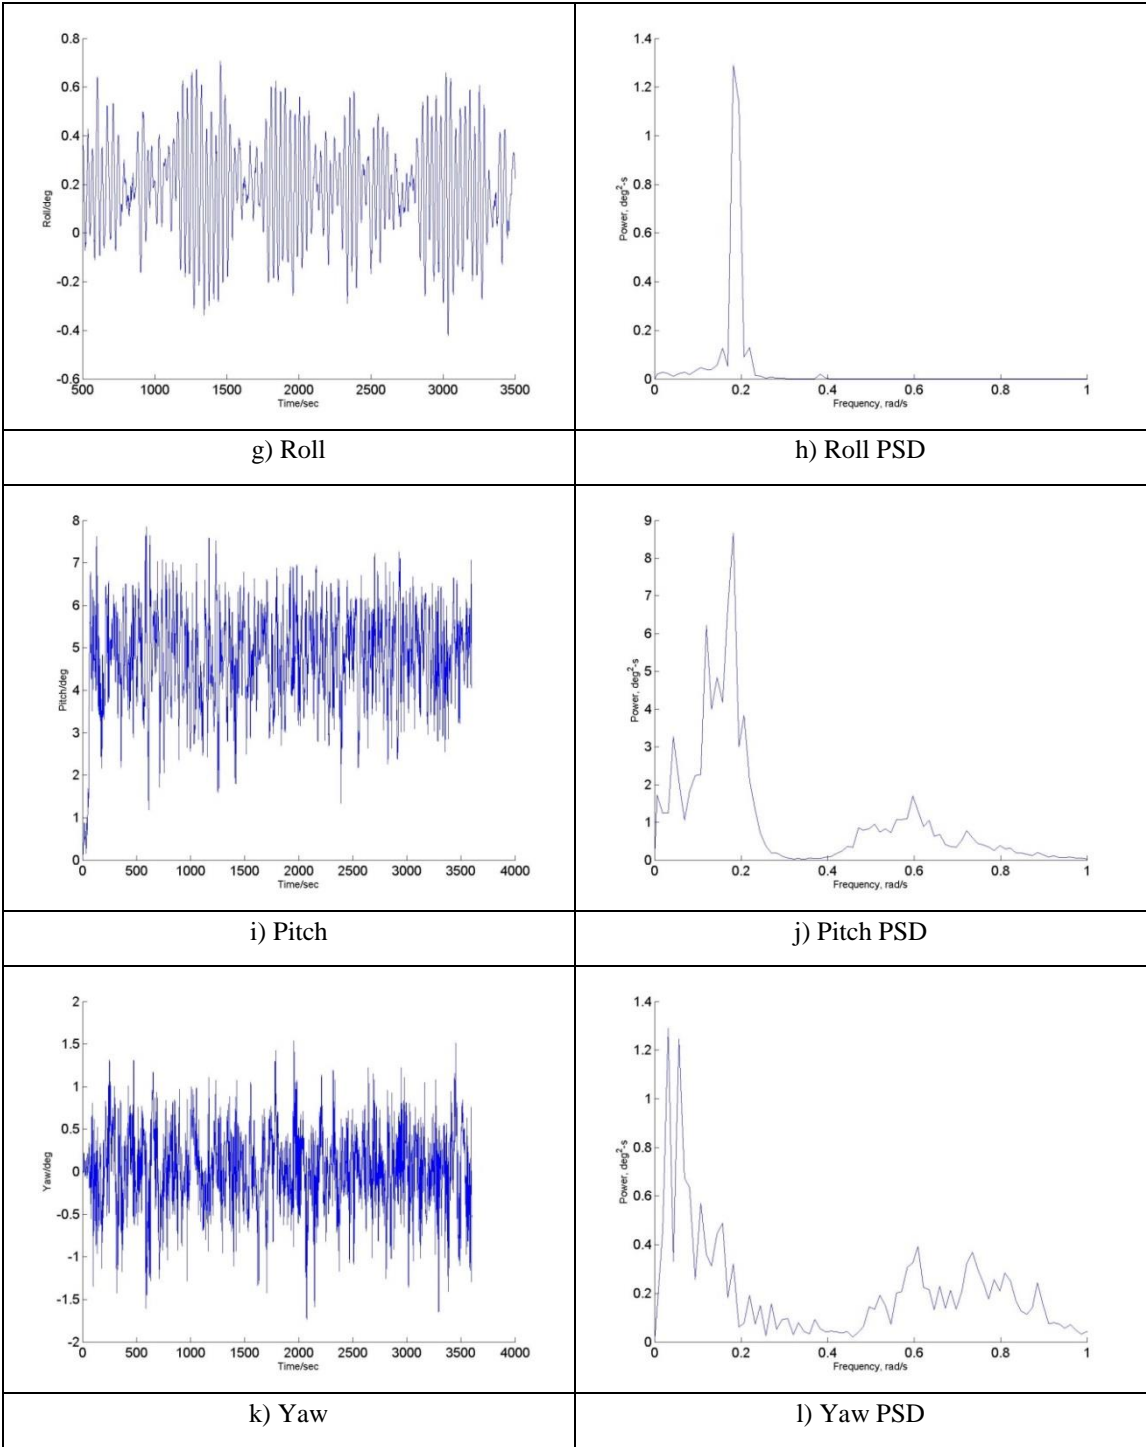 0.8
0.6
0.4
0.2
0
-0.2
-0.4
-0.6
Roll/deg
500 1000 1500 2000 2500 3000 3500
Time/sec
1.4
1.2
1
0.8
0.6
0.4
0.2
0
Power, deg²-s
0 0.2 0.4 0.6 0.8 1
Frequency, rad/s
g) Roll
h) Roll PSD
8
7
6
5
4
3
2
1
0
Pitch/deg
0 500 1000 1500 2000 2500 3000 3500 4000
Time/sec
9
8
7
6
5
4
3
2
1
0
Power, deg²-s
0 0.2 0.4 0.6 0.8 1
Frequency, rad/s
i) Pitch
j) Pitch PSD
2
1.5
1
0.5
0
-0.5
-1
-1.5
-2
Yaw/deg
0 500 1000 1500 2000 2500 3000 3500 4000
Time/sec
1.4
1.2
1
0.8
0.6
0.4
0.2
0
Power, deg²-s
0 0.2 0.4 0.6 0.8 1
Frequency, rad/s
k) Yaw
l) Yaw PSD